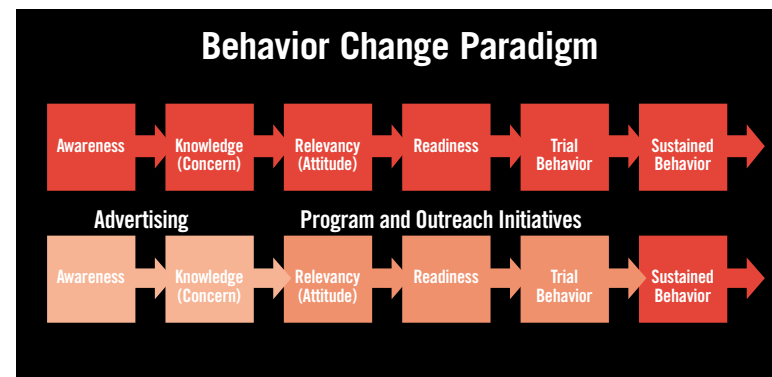 Behavior Change Paradigm
Awareness
Knowledge
(Concern)
Relevancy
(Attitude)
Readiness
Trial
Behavior
Sustained
Behavior
Advertising
Program and Outreach Initiatives
Awareness
Knowledge
(Concern)
Relevancy
(Attitude)
Readiness
Trial
Behavior
Sustained
Behavior